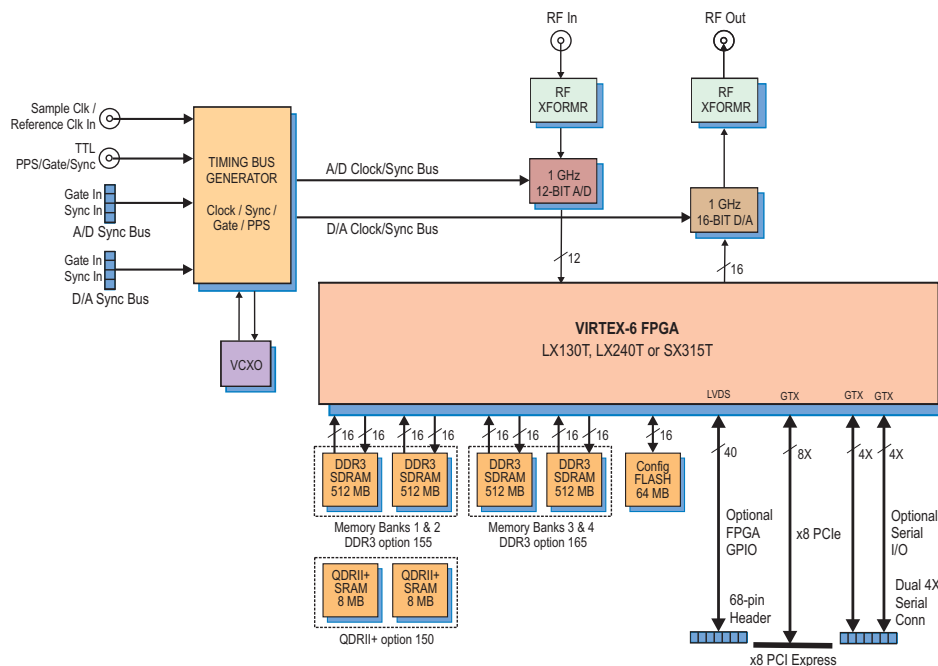 RF In
RF Out
Sample Clk /
Reference Clk In
TTL
PPS/Gate/Sync
Gate In
Sync In
A/D Sync Bus
Gate In
Sync In
D/A Sync Bus
TIMING BUS
GENERATOR
Clock / Sync /
Gate / PPS
VCXO
A/D Clock/Sync Bus
D/A Clock/Sync Bus
RF
XFORMR
RF
XFORMR
1 GHz
12-BIT A/D
1 GHz
16-BIT D/A
12
16
VIRTEX-6 FPGA
LX130T, LX240T or SX315T
LVDS
GTX
GTX
GTX
16
16
16
16
16
16
16
16
16
40
8X
4X
4X
DDR3
SDRAM
512 MB
DDR3
SDRAM
512 MB
DDR3
SDRAM
512 MB
DDR3
SDRAM
512 MB
Config
FLASH
64 MB
Memory Banks 1 & 2
DDR3 option 155
Memory Banks 3 & 4
DDR3 option 165
QDRII+
SRAM
8 MB
QDRII+
SRAM
8 MB
QDRII+ option 150
Optional
FPGA
GPIO
68-pin
Header
x8 PCIe
x8 PCI Express
Optional
Serial
I/O
Dual 4X
Serial
Conn